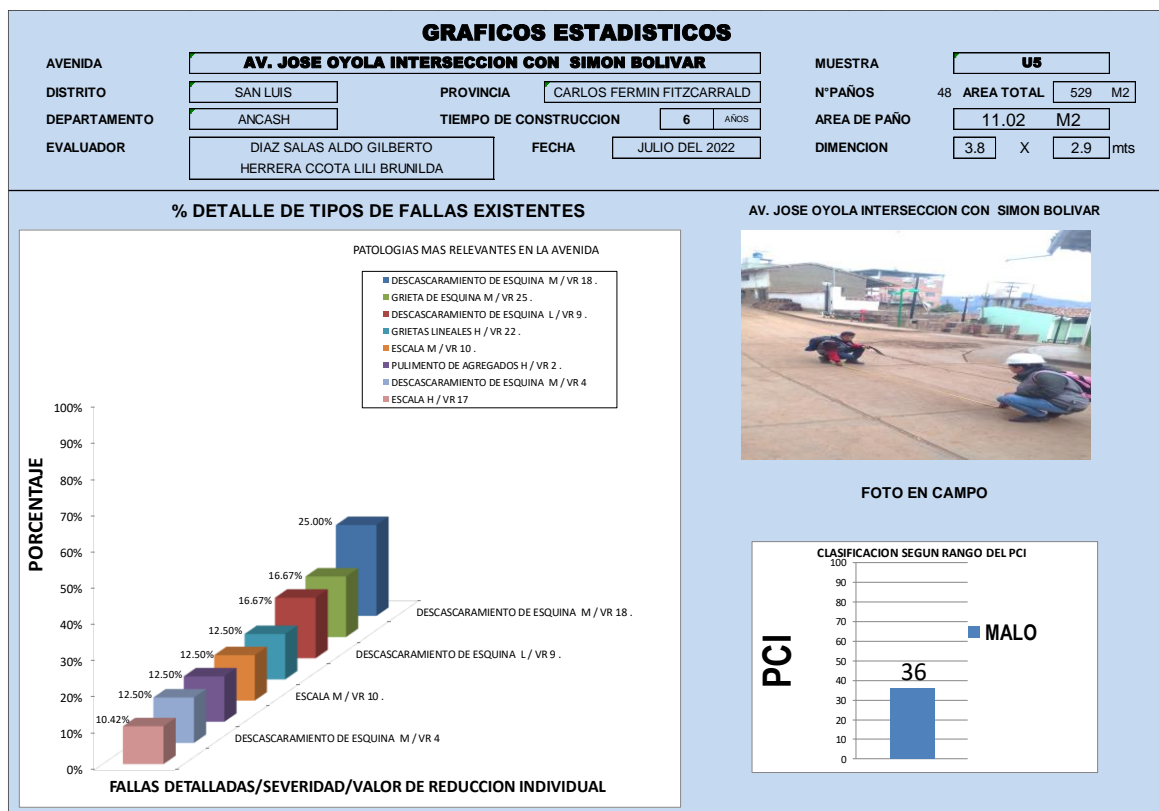 GRAFICOS ESTADISTICOS
AVENIDA AV. JOSE OYOLA INTERSECCION CON SIMON BOLIVAR MUESTRA U5
DISTRITO SAN LUIS PROVINCIA CARLOS FERMIN FITZCARRALD N°PAÑOS 48 AREA TOTAL 529 M2
DEPARTAMENTO ANCASH TIEMPO DE CONSTRUCCION 6 AÑOS AREA DE PAÑO 11.02 M2
EVALUADOR DIAZ SALAS ALDO GILBERTO FECHA JULIO DEL 2022 DIMENCION 3.8 X 2.9 mts
HERRERA CCOTA LILI BRUNILDA
% DETALLE DE TIPOS DE FALLAS EXISTENTES
PATOLOGIAS MAS RELEVANTES EN LA AVENIDA
DESCASCARAMIENTO DE ESQUINA M / VR 18 .
GRIETA DE ESQUINA M / VR 25 .
DESCASCARAMIENTO DE ESQUINA L / VR 9 .
GRIETAS LINEALES H / VR 22 .
ESCALA M / VR 10 .
PULIMENTO DE AGREGADOS H / VR 2 .
DESCASCARAMIENTO DE ESQUINA M / VR 4
ESCALA H / VR 17
PORCENTAJE
100%
90%
80%
70%
60%
50%
40%
30%
20%
10%
0%
25.00%
16.67%
16.67%
12.50%
12.50%
12.50%
12.50%
10.42%
DESCASCARAMIENTO DE ESQUINA M / VR 18 .
DESCASCARAMIENTO DE ESQUINA L / VR 9 .
ESCALA M / VR 10 .
DESCASCARAMIENTO DE ESQUINA M / VR 4
FALLAS DETALLADAS/SEVERIDAD/VALOR DE REDUCCION INDIVIDUAL
AV. JOSE OYOLA INTERSECCION CON SIMON BOLIVAR
FOTO EN CAMPO
CLASIFICACION SEGUN RANGO DEL PCI
PCI
100
90
80
70
60
50
40
30
20
10
0
36
MALO